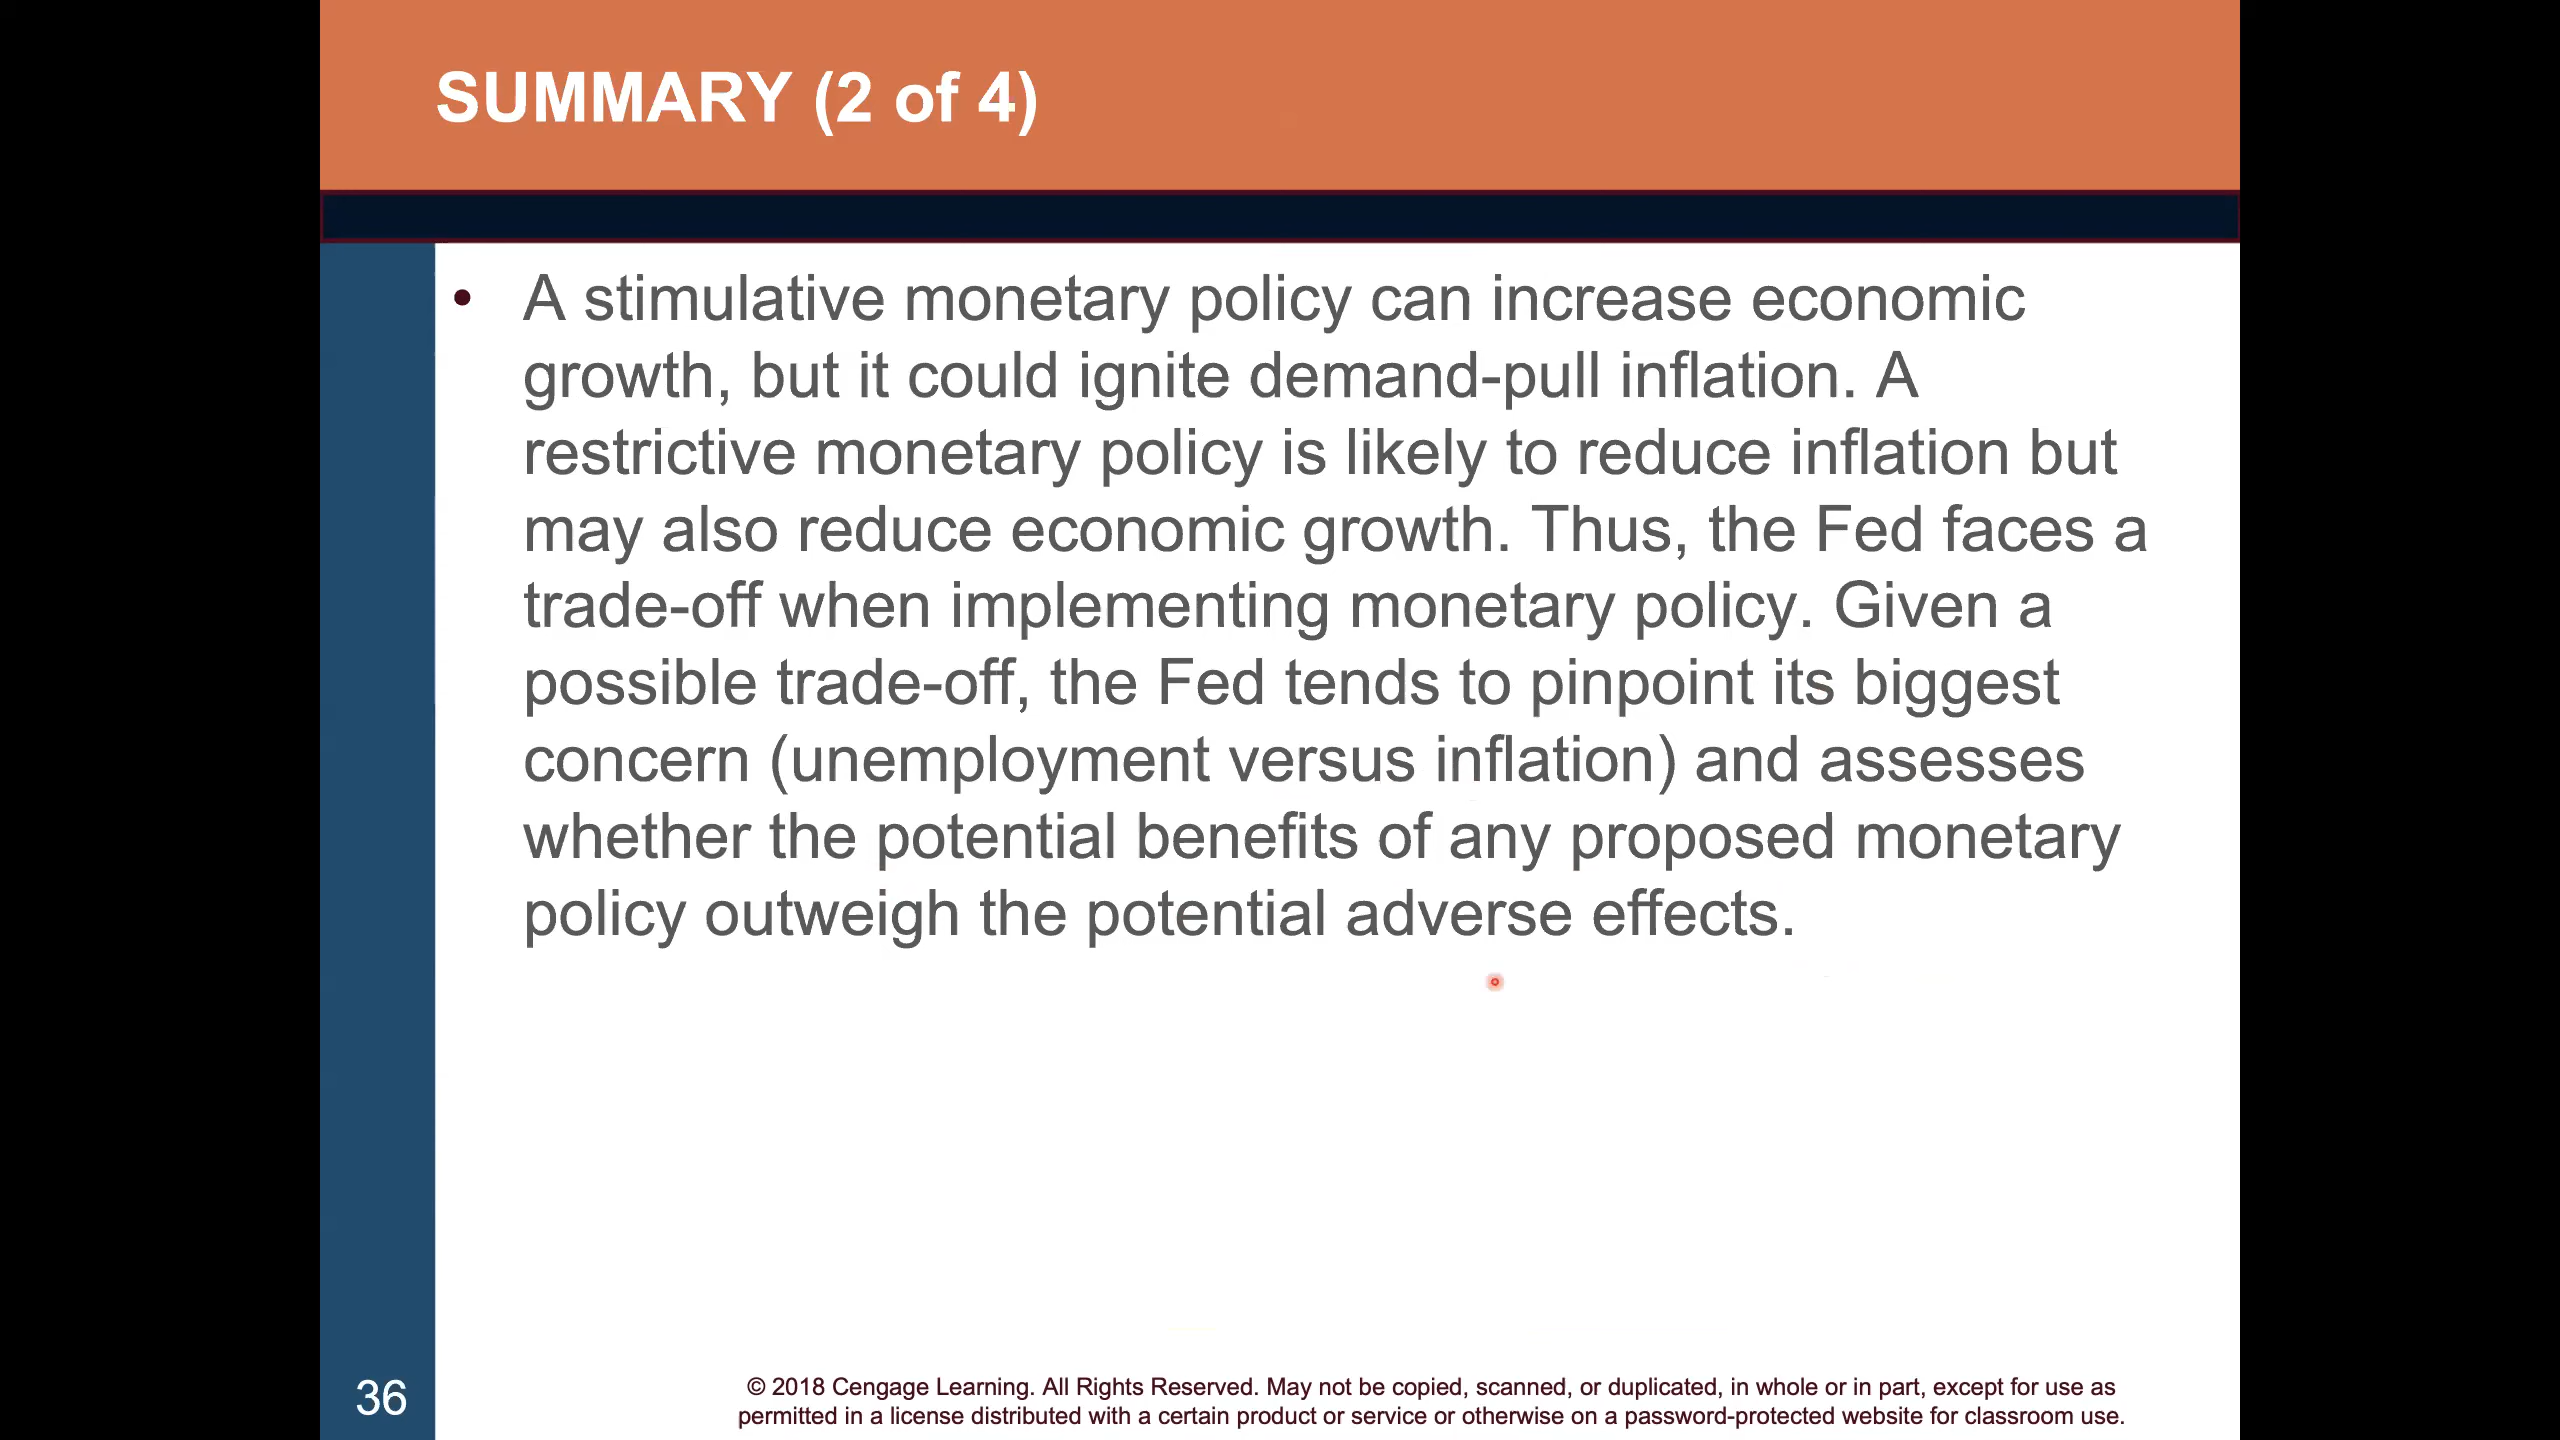 SUMMARY (2 of 4)
• A stimulative monetary policy can increase economic
growth, but it could ignite demand-pull inflation. A
restrictive monetary policy is likely to reduce inflation but
may also reduce economic growth. Thus, the Fed faces a
trade-off when implementing monetary policy. Given a
possible trade-off, the Fed tends to pinpoint its biggest
concern (unemployment versus inflation) and assesses
whether the potential benefits of any proposed monetary
policy outweigh the potential adverse effects.
36
© 2018 Cengage Learning. All Rights Reserved. May not be copied, scanned, or duplicated, in whole or in part, except for use as
permitted in a license distributed with a certain product or service or otherwise on a password-protected website for classroom use.